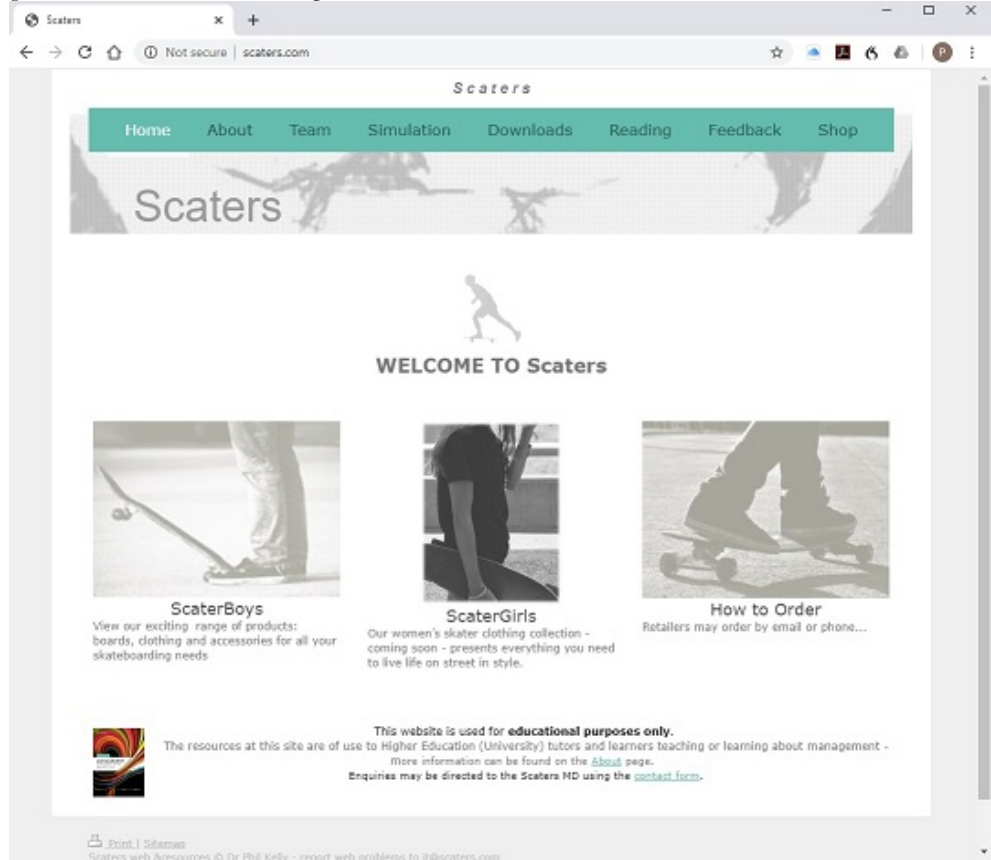 Scaters
Not secure | scaters.com
P
Scaters
Home About Team Simulation Downloads Reading Feedback Shop
Scaters
WELCOME TO Scaters
ScaterBoys
View our exciting range of products:
boards, clothing and accessories for all your
skateboarding needs
ScaterGirls
Our women's skater clothing collection -
coming soon - presents everything you need
to live life on street in style.
How to Order
Retailers may order by email or phone...
This website is used for educational purposes only.
The resources at this site are of use to Higher Education (University) tutors and learners teaching or learning about management -
More information can be found on the About page.
Enquiries may be directed to the Scaters MD using the contact form.
Print | Sitemap
Scaters web &resources © Dr Phil Kelly - report web problems to it@scaters.com